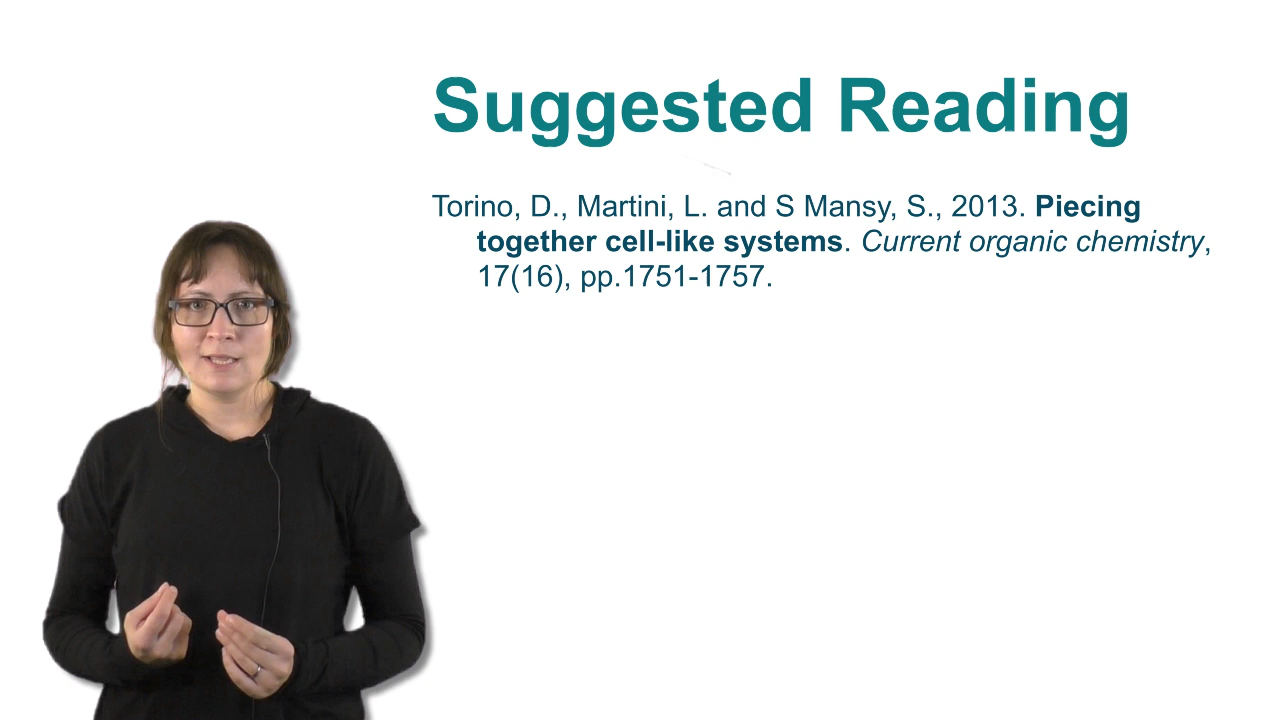 Suggested Reading
Torino, D., Martini, L. and S Mansy, S., 2013. Piecing
together cell-like systems. Current organic chemistry,
17(16), pp.1751-1757.